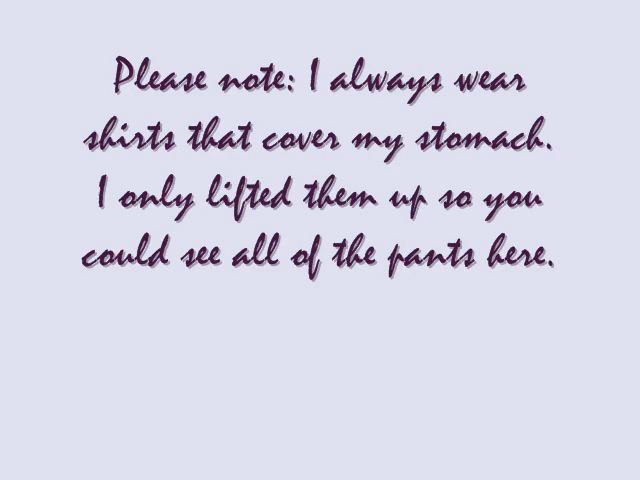 Please note: I always wear
shirts that cover my stomach.
I only lifted them up so you
could see all of the pants here.